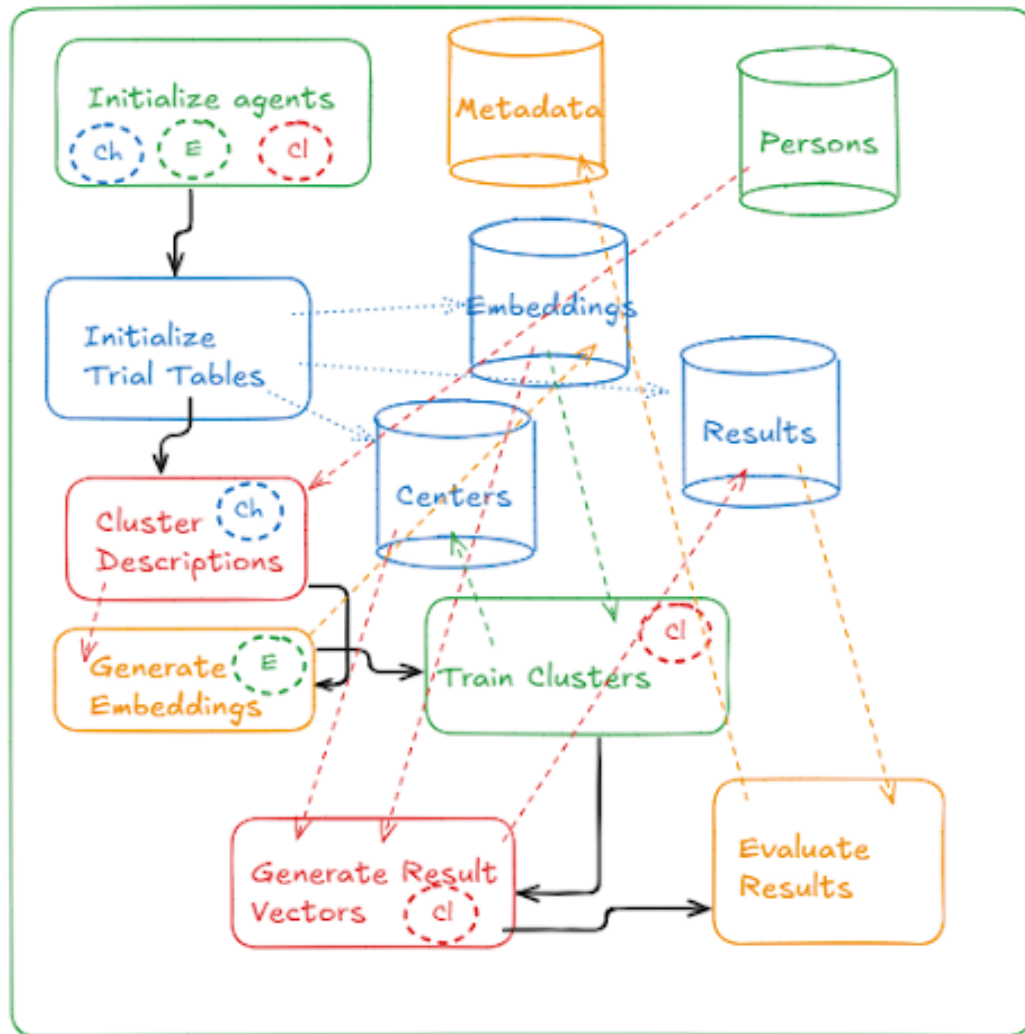 Initialize agents
Ch
E
Cl
Metadata
Persons
Initialize
Trial Tables
Embeddings
Results
Centers
Cluster
Descriptions
Ch
Generate
Embeddings
E
Train Clusters
Cl
Generate Result
Vectors
Cl
Evaluate
Results